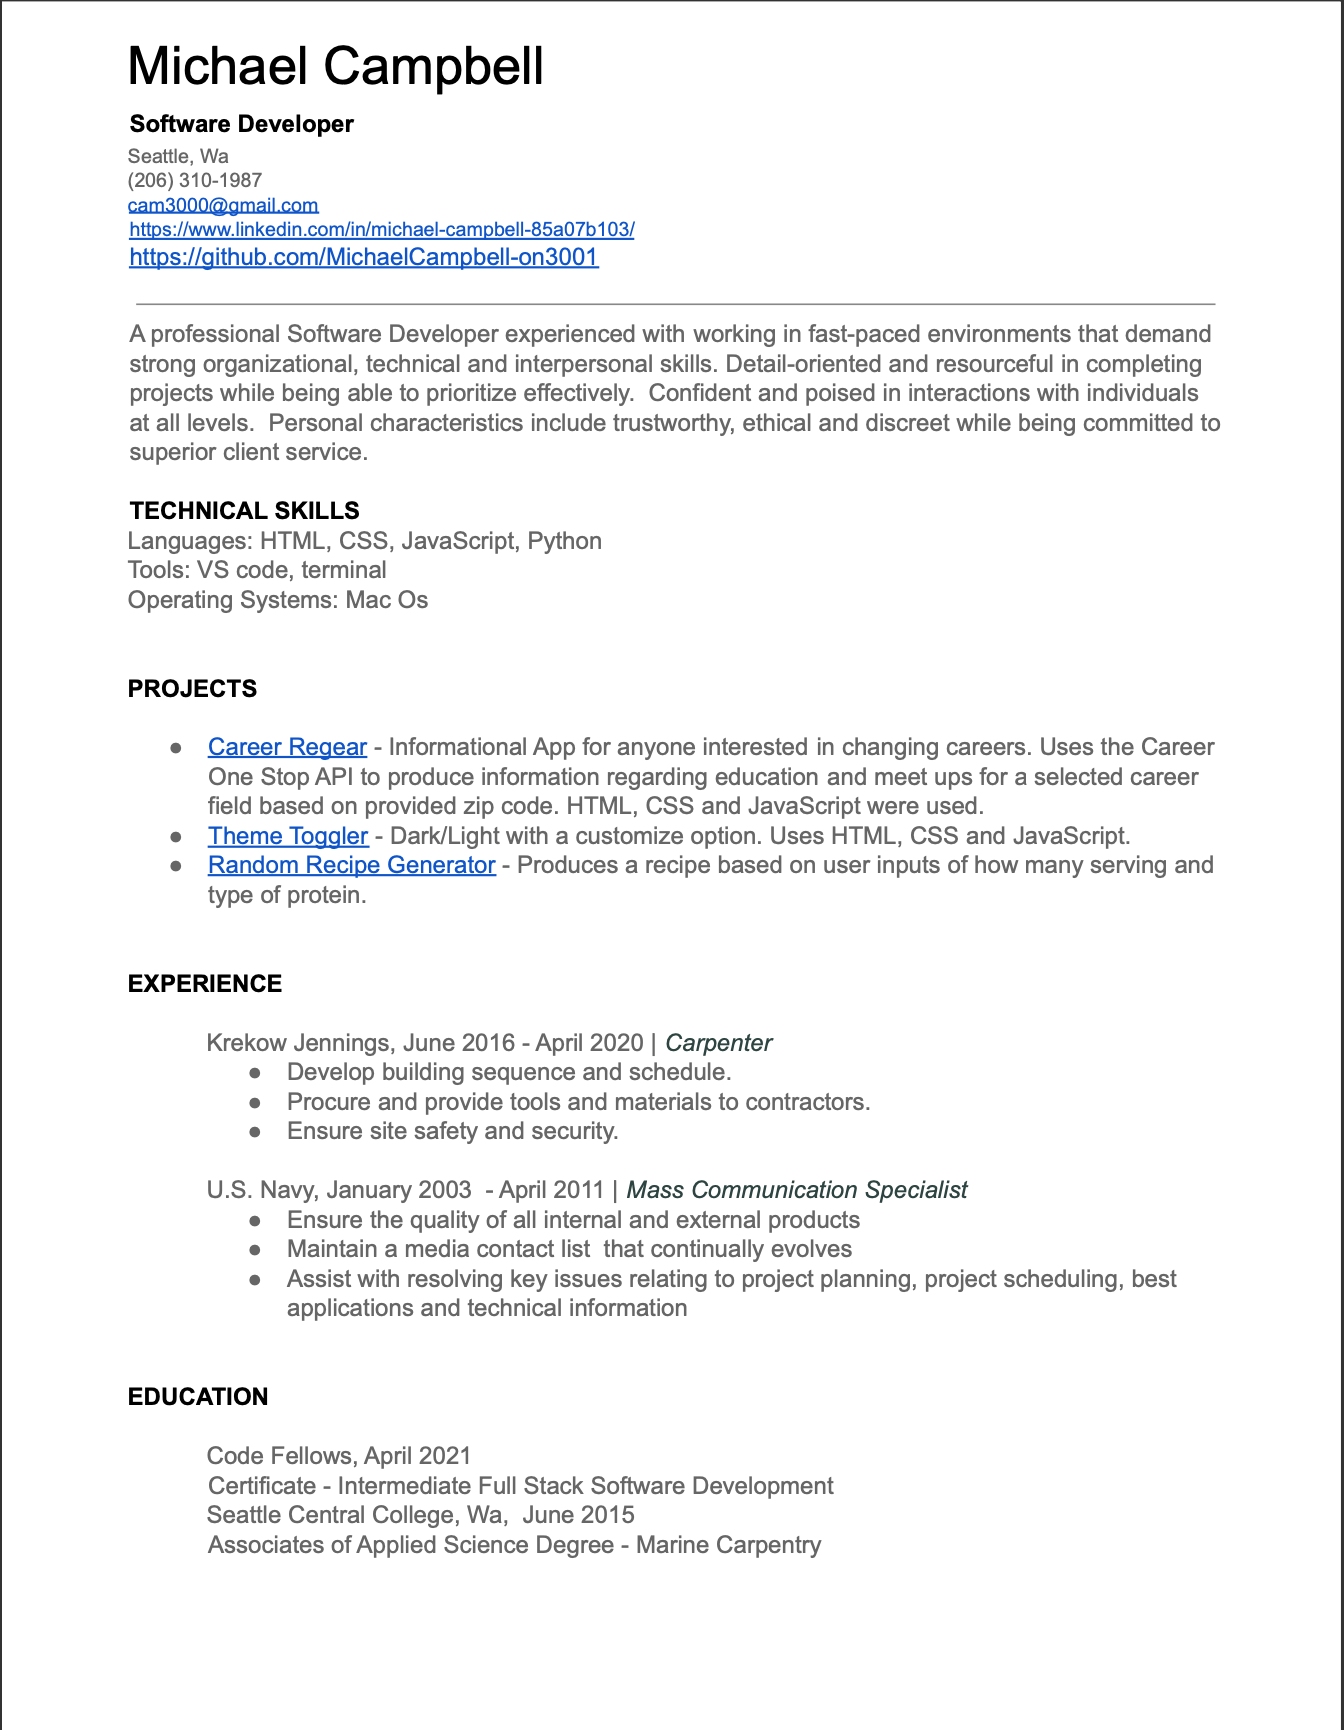 Michael Campbell
Software Developer
Seattle, Wa
(206) 310-1987
cam3000@gmail.com
https://www.linkedin.com/in/michael-campbell-85a07b103/
https://github.com/MichaelCampbell-on3001
A professional Software Developer experienced with working in fast-paced environments that demand
strong organizational, technical and interpersonal skills. Detail-oriented and resourceful in completing
projects while being able to prioritize effectively.  Confident and poised in interactions with individuals
at all levels.  Personal characteristics include trustworthy, ethical and discreet while being committed to
superior client service.
TECHNICAL SKILLS
Languages: HTML, CSS, JavaScript, Python
Tools: VS code, terminal
Operating Systems: Mac Os
PROJECTS
● Career Regear - Informational App for anyone interested in changing careers. Uses the Career
One Stop API to produce information regarding education and meet ups for a selected career
field based on provided zip code. HTML, CSS and JavaScript were used.
● Theme Toggler - Dark/Light with a customize option. Uses HTML, CSS and JavaScript.
● Random Recipe Generator - Produces a recipe based on user inputs of how many serving and
type of protein.
EXPERIENCE
Krekow Jennings, June 2016 - April 2020 | Carpenter
● Develop building sequence and schedule.
● Procure and provide tools and materials to contractors.
● Ensure site safety and security.
U.S. Navy, January 2003  - April 2011 | Mass Communication Specialist
● Ensure the quality of all internal and external products
● Maintain a media contact list  that continually evolves
● Assist with resolving key issues relating to project planning, project scheduling, best
applications and technical information
EDUCATION
Code Fellows, April 2021
Certificate - Intermediate Full Stack Software Development
Seattle Central College, Wa,  June 2015
Associates of Applied Science Degree - Marine Carpentry